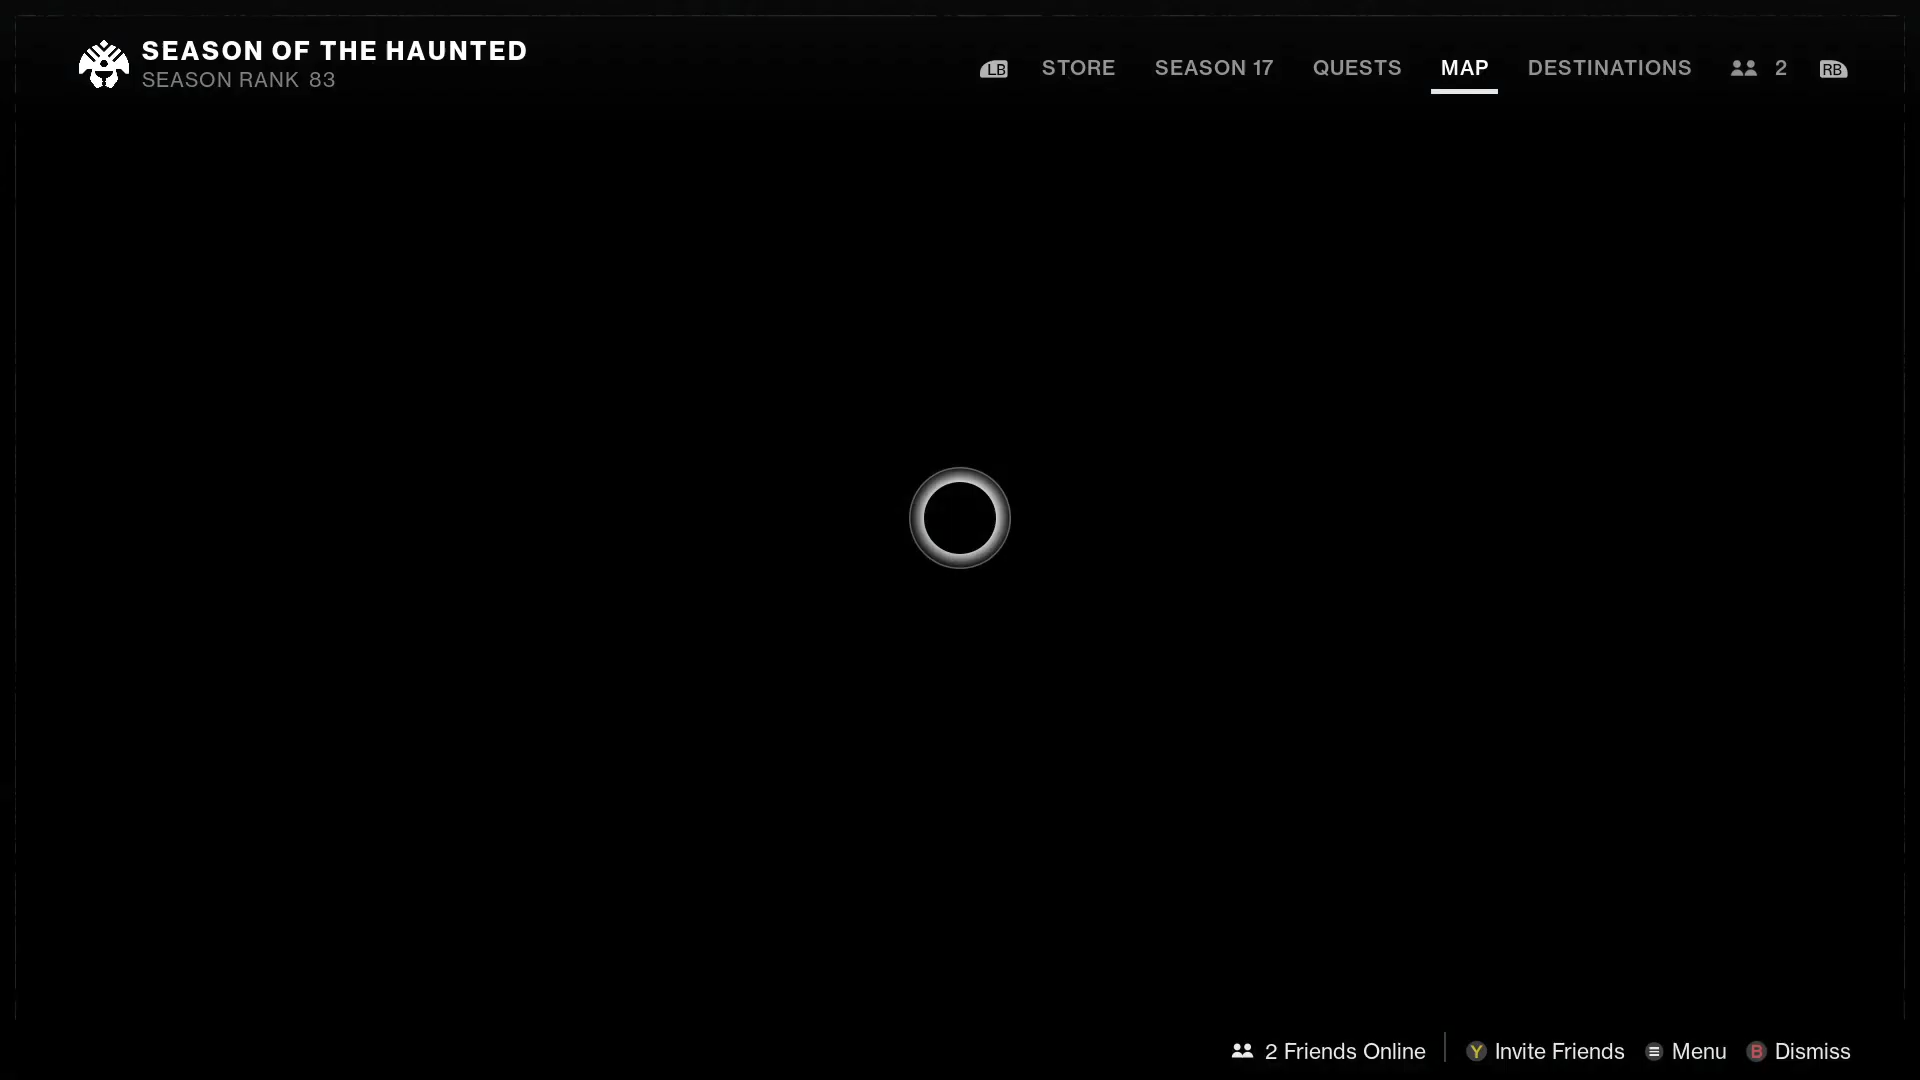 SEASON OF THE HAUNTED
SEASON RANK 83
LB STORE SEASON 17 QUESTS MAP DESTINATIONS 2 RB
2 Friends Online Y Invite Friends Menu B Dismiss